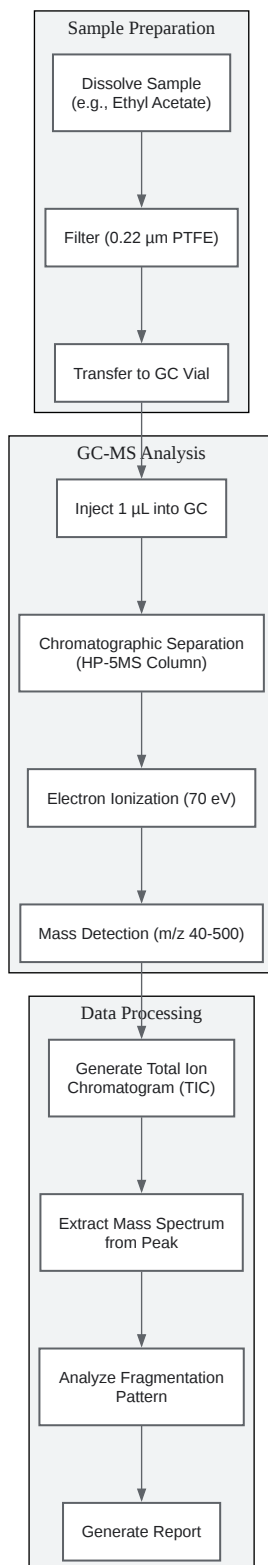 Sample Preparation
Dissolve Sample
(e.g., Ethyl Acetate)
Filter (0.22 µm PTFE)
Transfer to GC Vial
GC-MS Analysis
Inject 1 µL into GC
Chromatographic Separation
(HP-5MS Column)
Electron Ionization (70 eV)
Mass Detection (m/z 40-500)
Data Processing
Generate Total Ion
Chromatogram (TIC)
Extract Mass Spectrum
from Peak
Analyze Fragmentation
Pattern
Generate Report